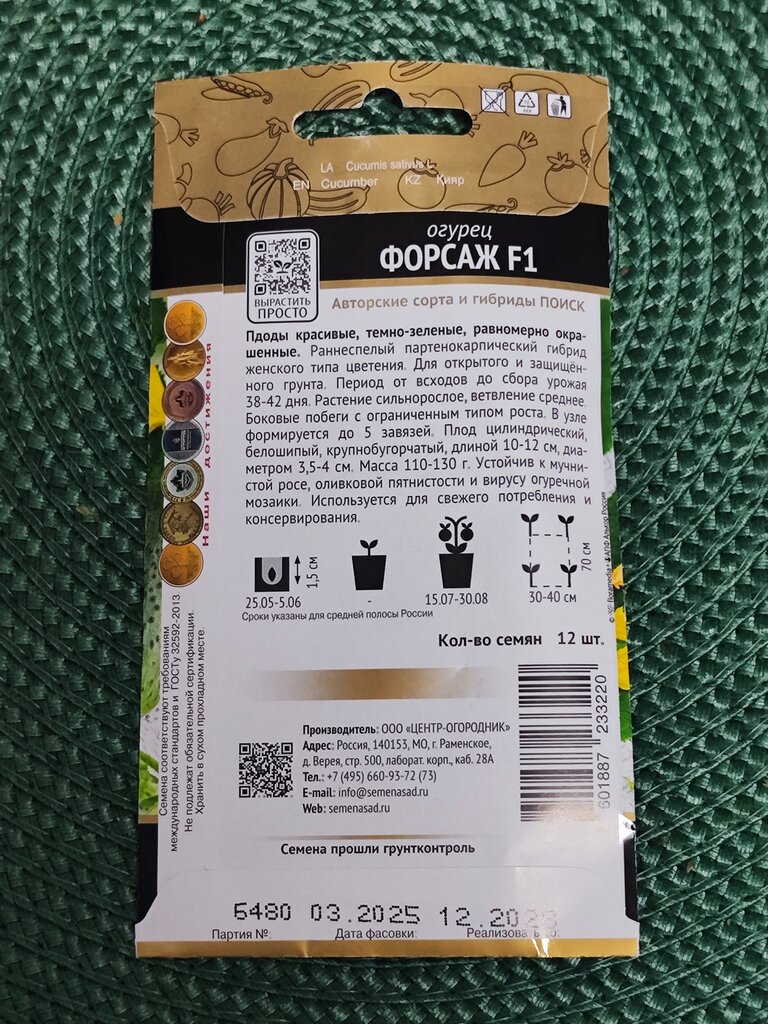 LA Cucumis sativus L.
EN Cucumber KZ Кияр
огурец
ФОРСАЖ F1
ВЫРАСТИТЬ
ПРОСТО
Авторские сорта и гибриды ПОИСК
Плоды красивые, темно-зеленые, равномерно окра-
шенные. Раннеспелый партенокарпический гибрид
женского типа цветения. Для открытого и защищён-
ного грунта. Период от всходов до сбора урожая
38-42 дня. Растение сильнорослое, ветвление среднее.
Боковые побеги с ограниченным типом роста. В узле
формируется до 5 завязей. Плод цилиндрический,
белошипый, крупнобугорчатый, длиной 10-12 см, диа-
метром 3,5-4 см. Масса 110-130 г. Устойчив к мучни-
стой росе, оливковой пятнистости и вирусу огуречной
мозаики. Используется для свежего потребления и
консервирования.
Наши достижения
1,5 см
70 см
25.05-5.06
-
15.07-30.08
30-40 см
Сроки указаны для средней полосы России
Кол-во семян 12 шт.
Семена соответствуют требованиям
международных стандартов и ГОСТу 32592-2013
Не подлежат обязательной сертификации.
Хранить в сухом прохладном месте.
Производитель: ООО «ЦЕНТР-ОГОРОДНИК»
Адрес: Россия, 140153, МО, г. Раменское,
д. Верея, стр. 500, лаборат. корп., каб. 28А
Тел.: +7 (495) 660-93-72 (73)
E-mail: info@semenasad.ru
Web: semenasad.ru
601887 233220
Семена прошли грунтконтроль
6480 03.2025 12.20
Партия №: Дата фасовки: Реализовать до: